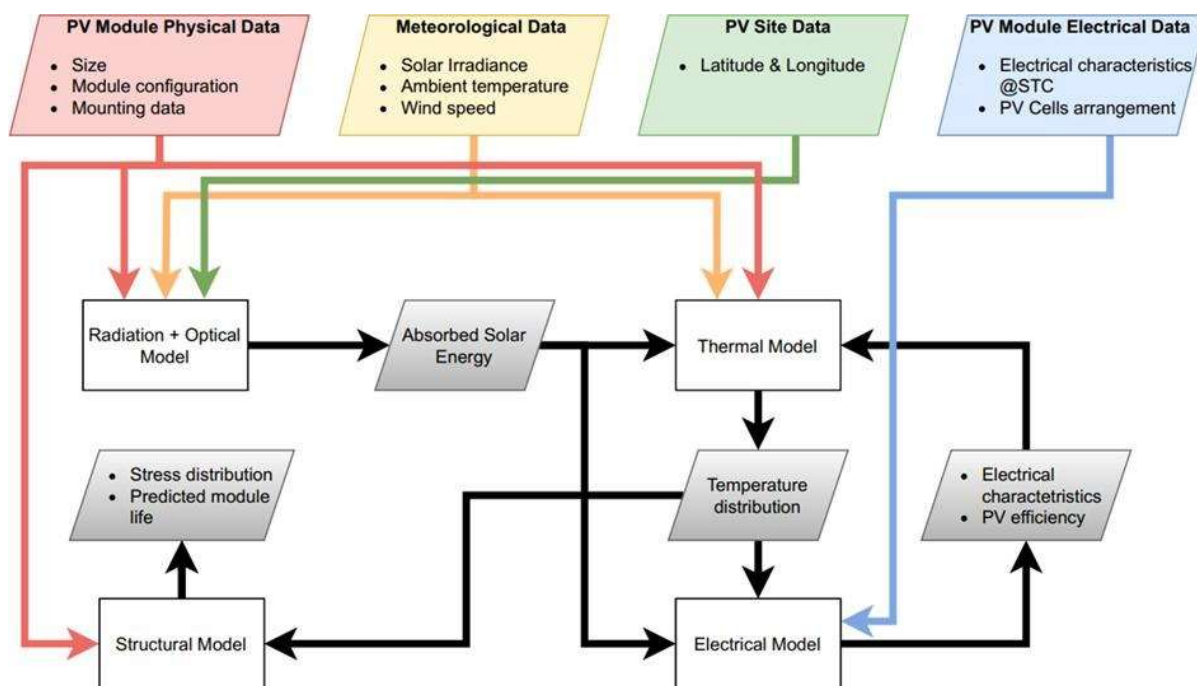 PV Module Physical Data
• Size
• Module configuration
• Mounting data
Meteorological Data
• Solar Irradiance
• Ambient temperature
• Wind speed
PV Site Data
• Latitude & Longitude
PV Module Electrical Data
• Electrical characteristics
@STC
• PV Cells arrangement
Radiation + Optical
Model
Absorbed Solar
Energy
Thermal Model
• Stress distribution
• Predicted module
life
Temperature
distribution
• Electrical
charactetristics
• PV efficiency
Structural Model
Electrical Model